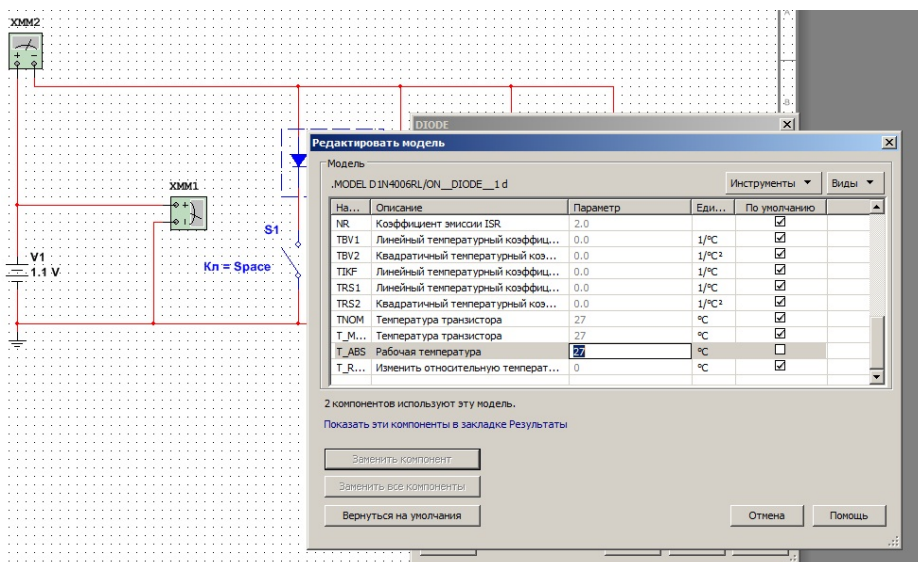 XMM2
A
B
DIODE
Редактировать модель
Модель
.MODEL D1N4006RL/ON__DIODE__1 d
Инструменты
Виды
На... Описание Параметр Еди... По умолчанию
NR Коэффициент эмиссии ISR 2.0
TBV1 Линейный температурный коэффиц... 0.0 1/°C
TBV2 Квадратичный температурный коэ... 0.0 1/°C²
TIKF Линейный температурный коэффиц... 0.0 1/°C
TRS1 Линейный температурный коэффиц... 0.0 1/°C
TRS2 Квадратичный температурный коэ... 0.0 1/°C²
TNOM Температура транзистора 27 °C
T_M... Температура транзистора 27 °C
T_ABS Рабочая температура 27 °C
T_R... Изменить относительную температ... 0 °C
XMM1
S1
Кл = Space
V1
1.1 V
2 компонентов используют эту модель.
Показать эти компоненты в закладке Результаты
Заменить компонент
Заменить все компоненты
Вернуться на умолчания
Отмена
Помощь